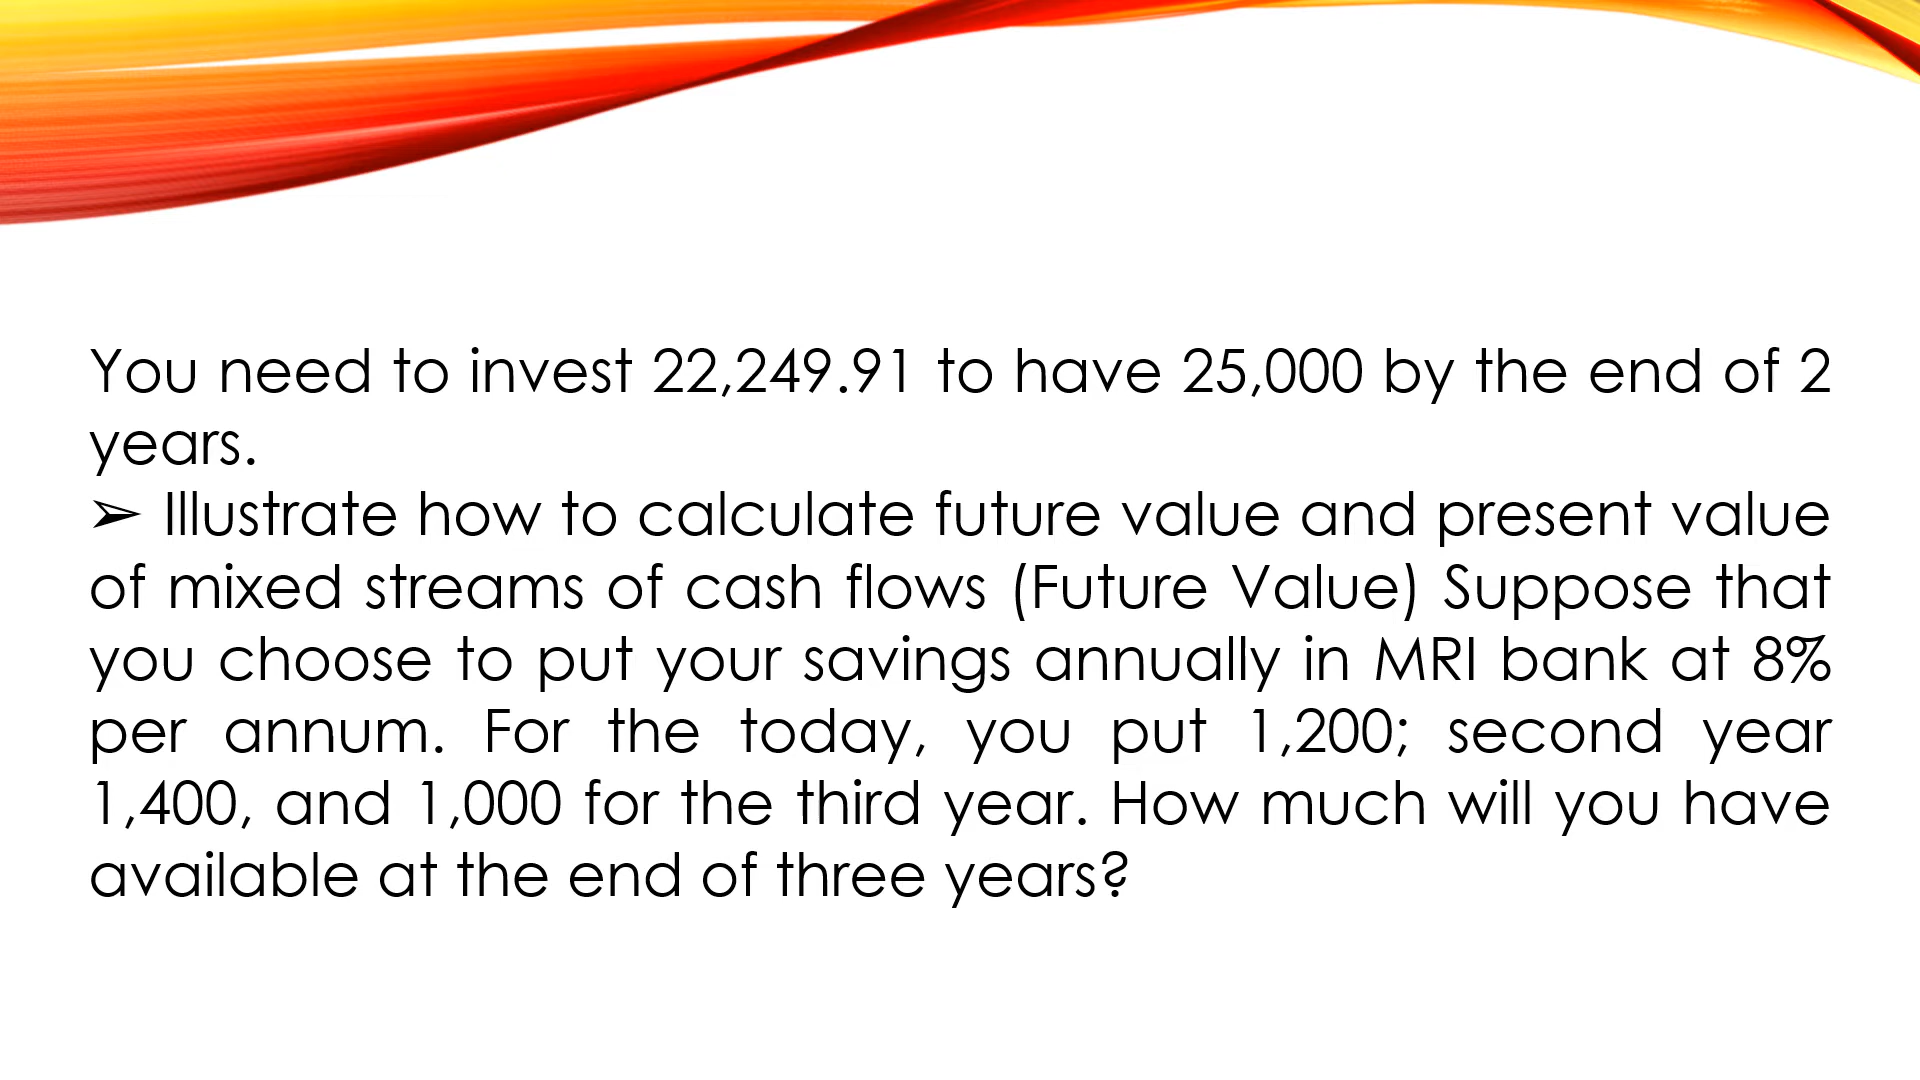 You need to invest 22,249.91 to have 25,000 by the end of 2
years.
➢ Illustrate how to calculate future value and present value
of mixed streams of cash flows (Future Value) Suppose that
you choose to put your savings annually in MRI bank at 8%
per annum. For the today, you put 1,200; second year
1,400, and 1,000 for the third year. How much will you have
available at the end of three years?